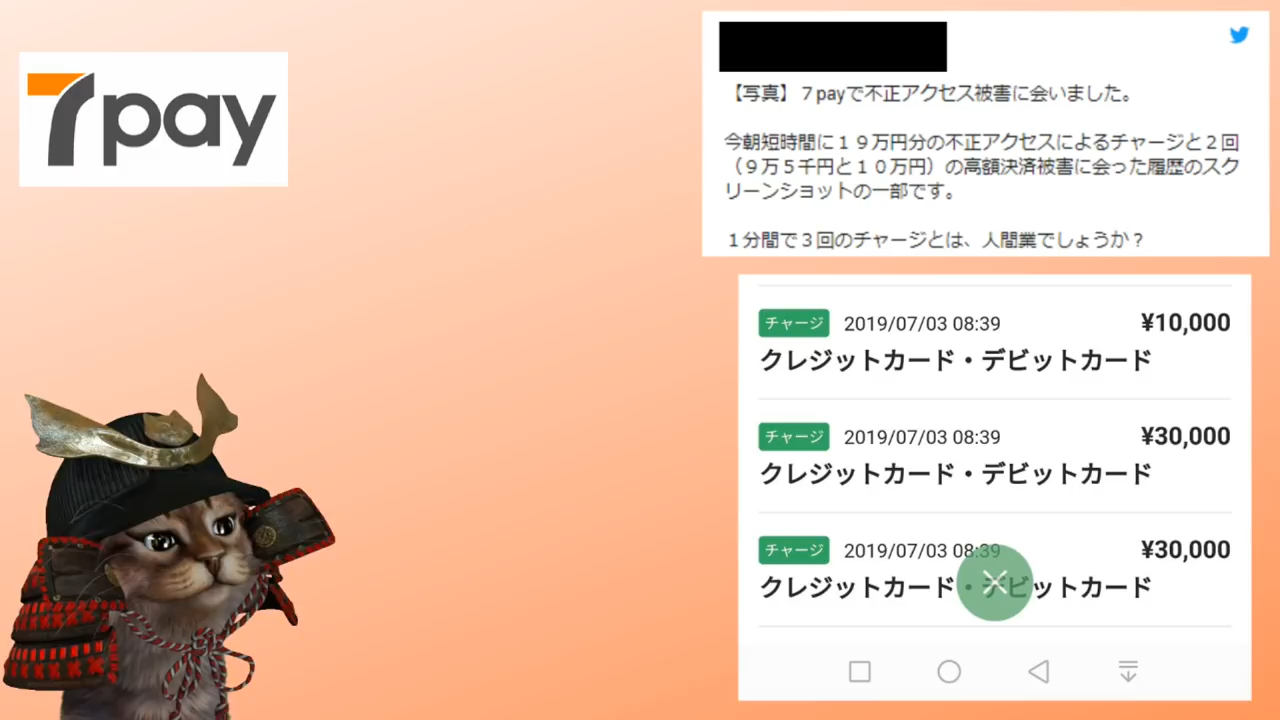 7pay
【写真】７payで不正アクセス被害に会いました。
今朝短時間に１９万円分の不正アクセスによるチャージと２回
（９万５千円と１０万円）の高額決済被害に会った履歴のスク
リーンショットの一部です。
１分間で３回のチャージとは、人間業でしょうか？
チャージ 2019/07/03 08:39 ¥10,000
クレジットカード・デビットカード
チャージ 2019/07/03 08:39 ¥30,000
クレジットカード・デビットカード
チャージ 2019/07/03 08:39 ¥30,000
クレジットカード・デビットカード